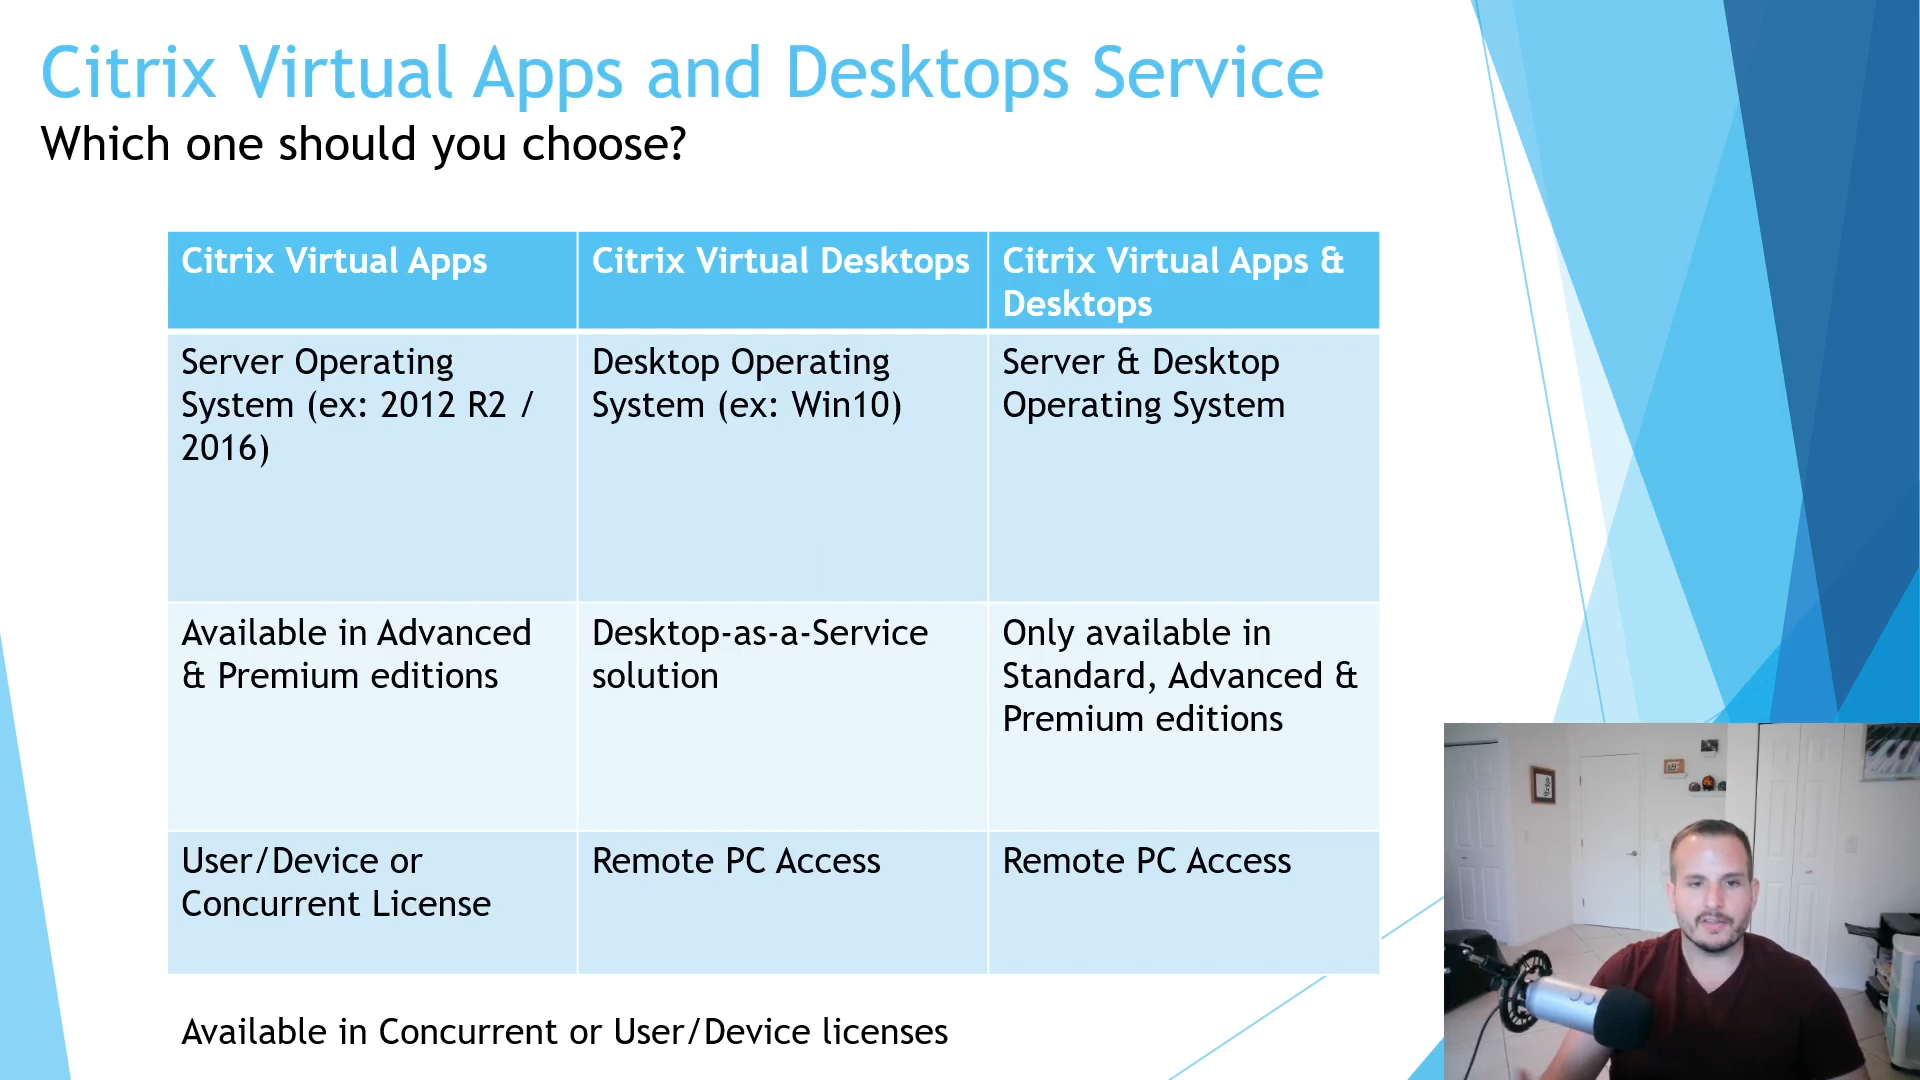 Citrix Virtual Apps and Desktops Service
Which one should you choose?
Citrix Virtual Apps
Citrix Virtual Desktops
Citrix Virtual Apps &
Desktops
Server Operating
System (ex: 2012 R2 /
2016)
Desktop Operating
System (ex: Win10)
Server & Desktop
Operating System
Available in Advanced
& Premium editions
Desktop-as-a-Service
solution
Only available in
Standard, Advanced &
Premium editions
User/Device or
Concurrent License
Remote PC Access
Remote PC Access
Available in Concurrent or User/Device licenses